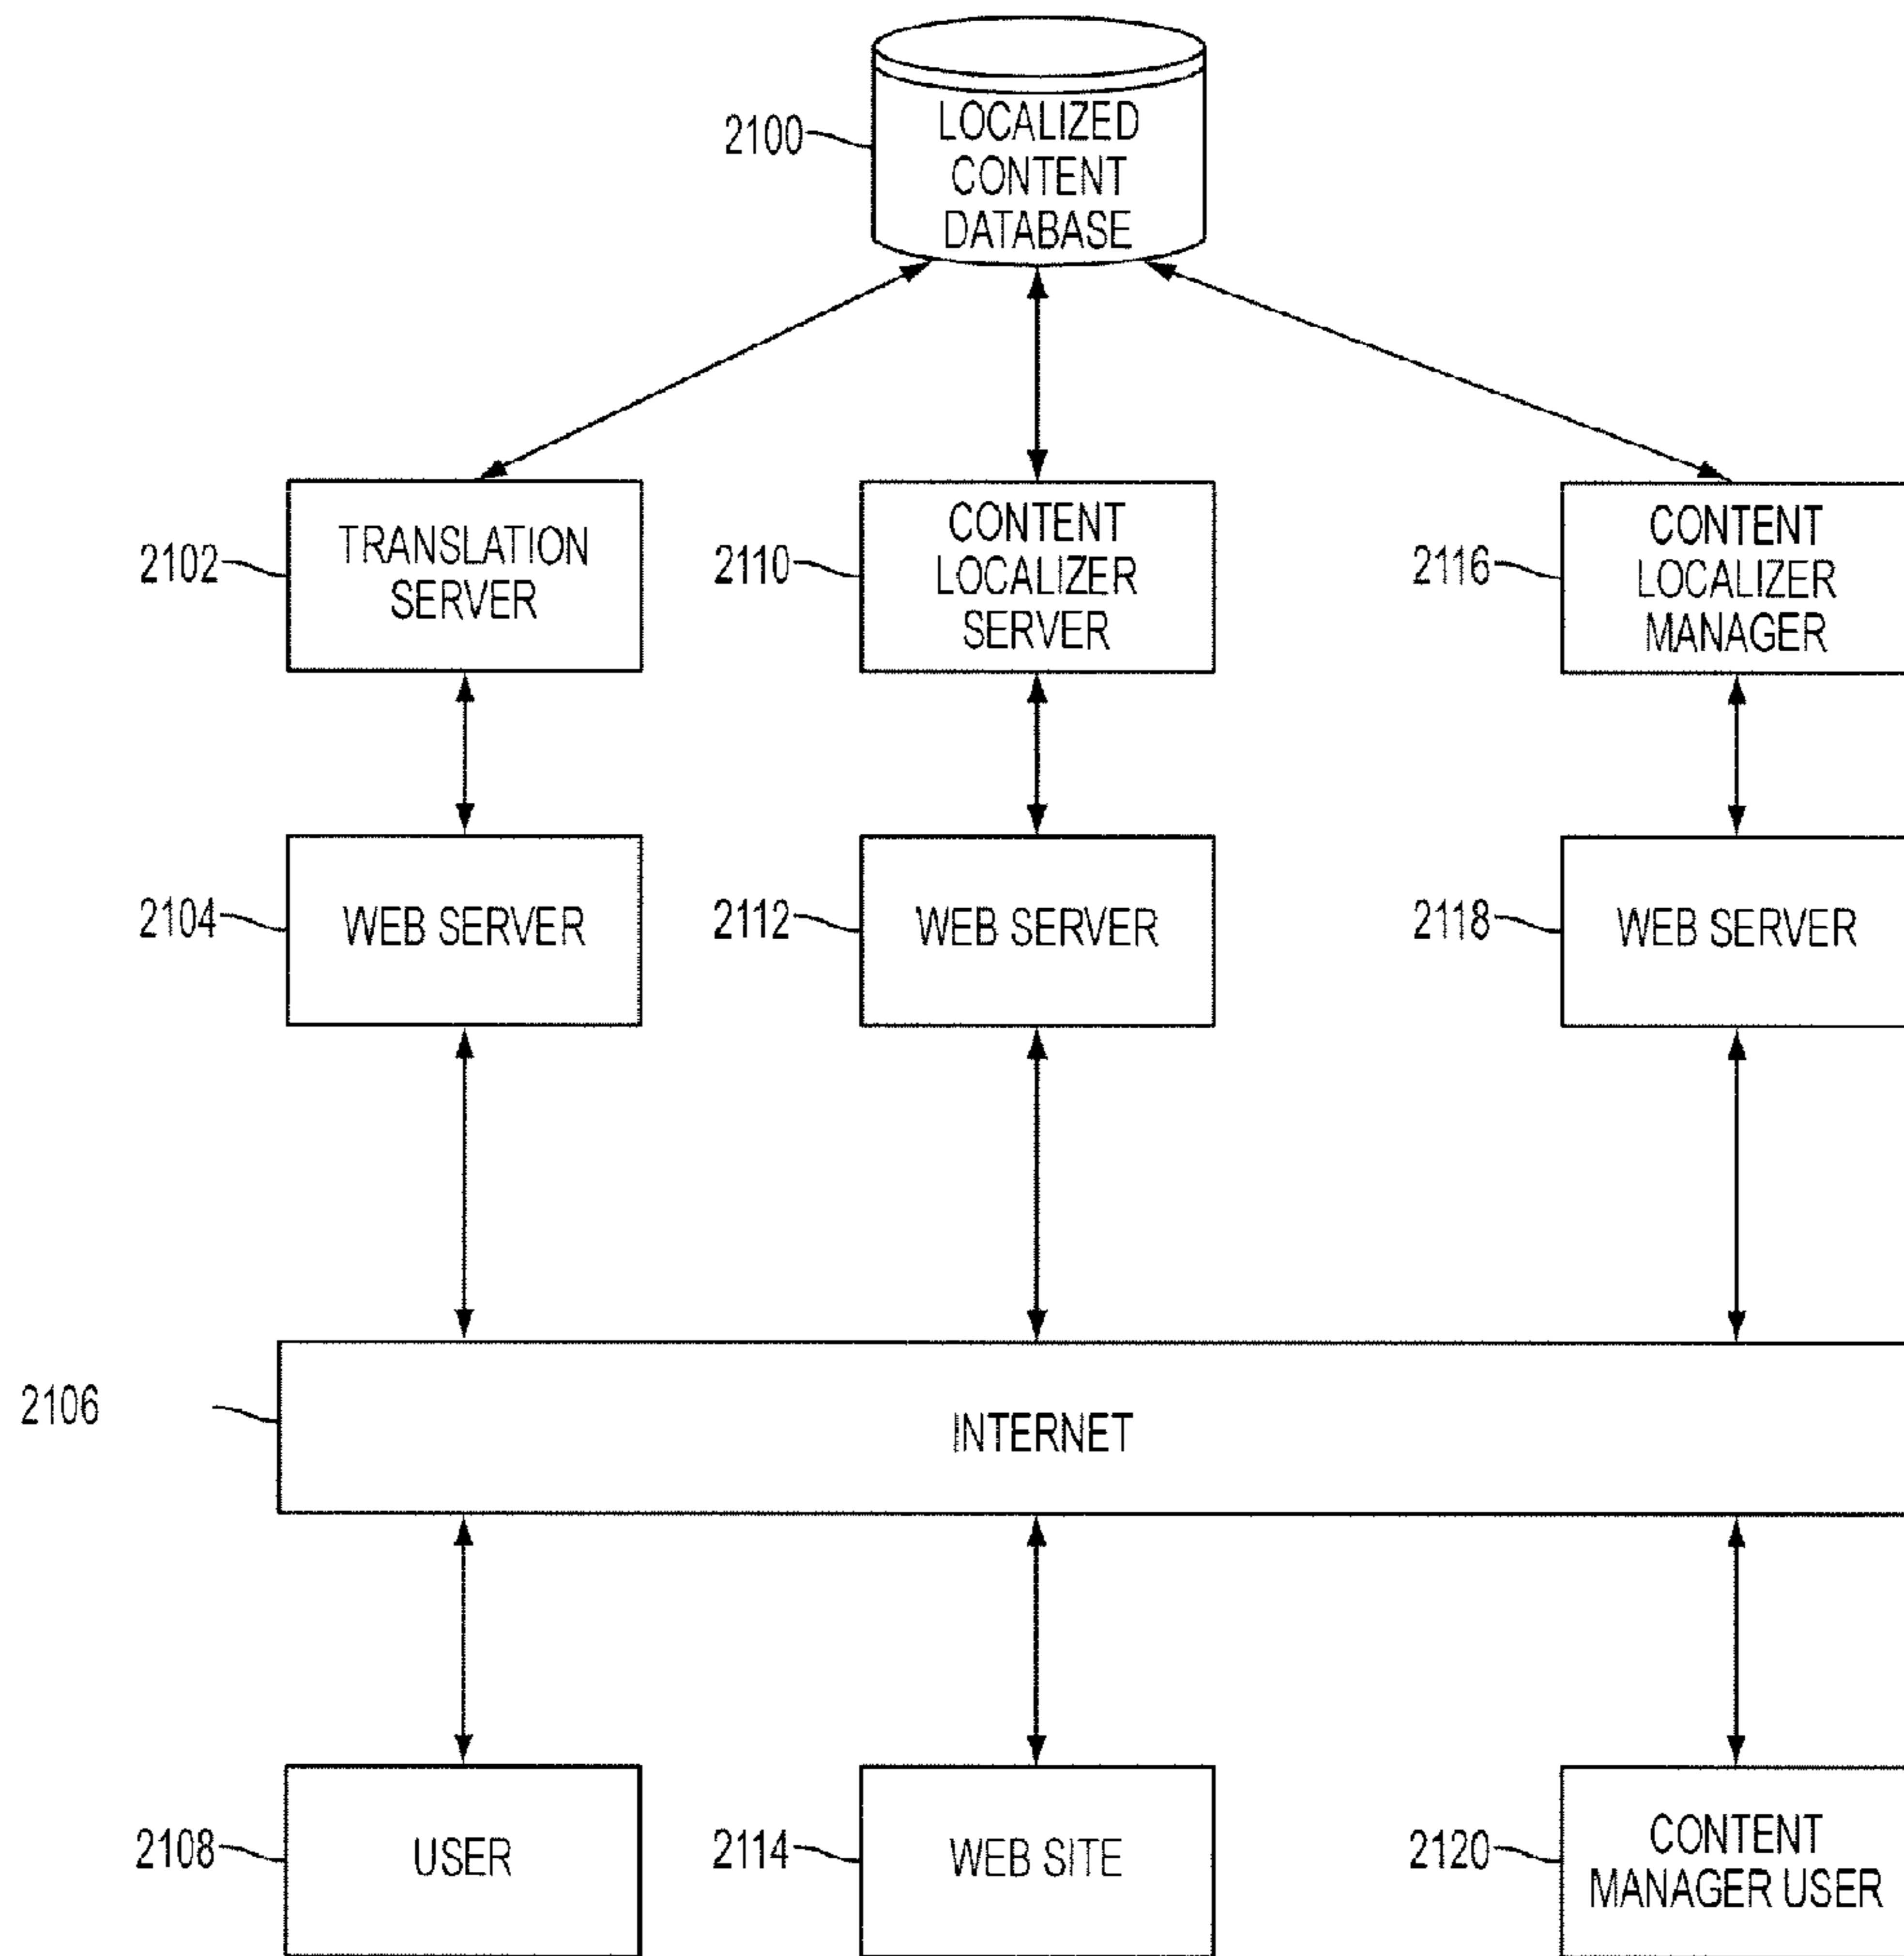 2100
LOCALIZED
CONTENT
DATABASE
2102
TRANSLATION
SERVER
2110
CONTENT
LOCALIZER
SERVER
2116
CONTENT
LOCALIZER
MANAGER
2104
WEB SERVER
2112
WEB SERVER
2118
WEB SERVER
2106
INTERNET
2108
USER
2114
WEB SITE
2120
CONTENT
MANAGER USER